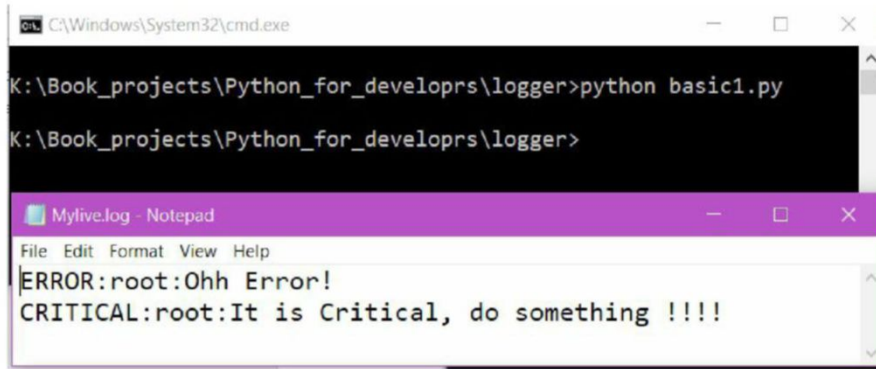 C:\Windows\System32\cmd.exe
K:\Book_projects\Python_for_developrs\logger>python basic1.py
K:\Book_projects\Python_for_developrs\logger>
Mylive.log - Notepad
File Edit Format View Help
ERROR:root:Ohh Error!
CRITICAL:root:It is Critical, do something !!!!